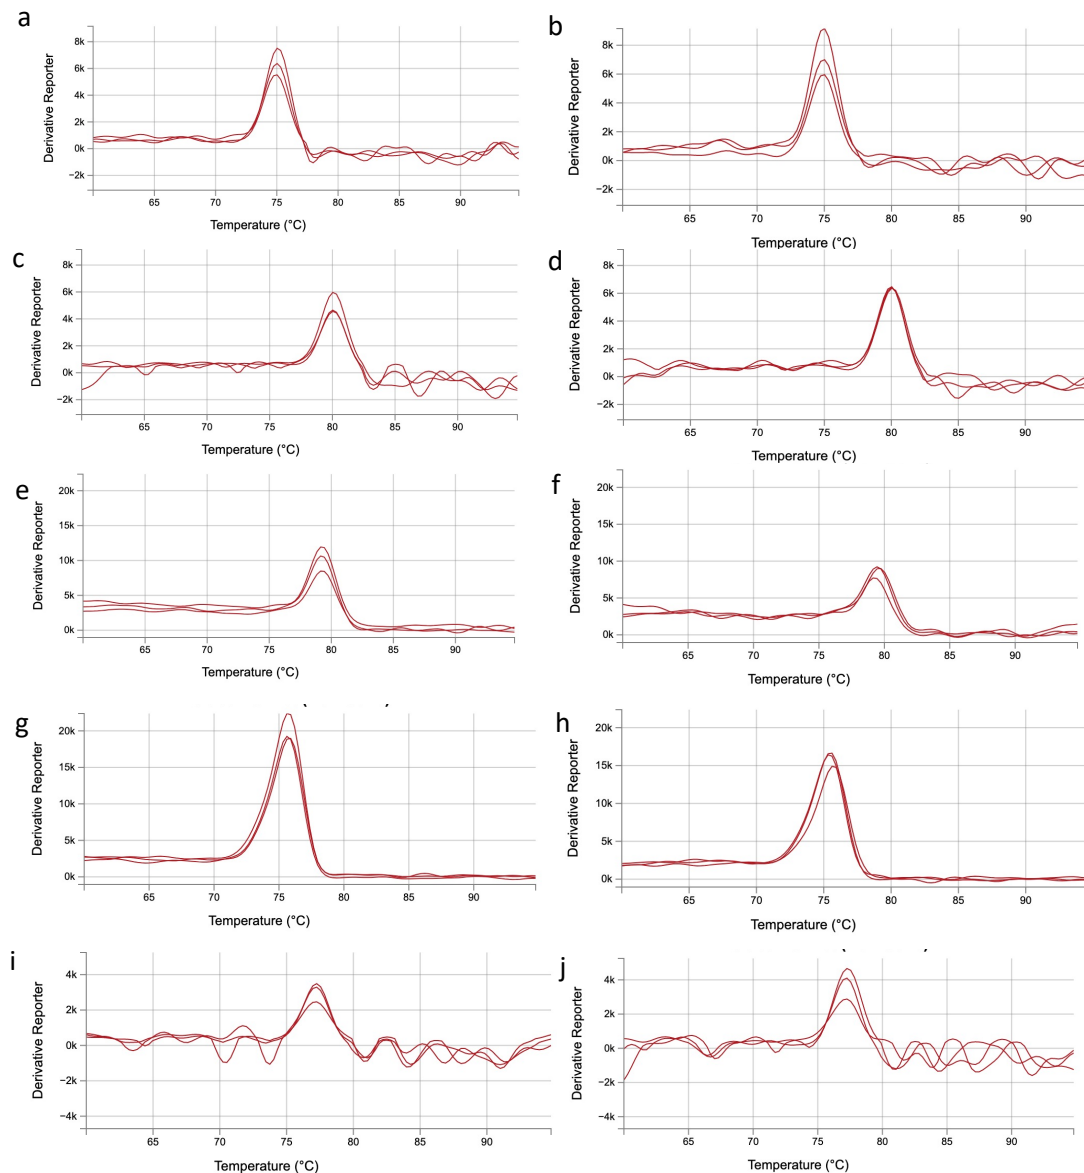 a
Derivative Reporter
8k
6k
4k
2k
0k
−2k
65 70 75 80 85 90
Temperature (°C)
b
Derivative Reporter
8k
6k
4k
2k
0k
−2k
65 70 75 80 85 90
Temperature (°C)
c
Derivative Reporter
8k
6k
4k
2k
0k
−2k
65 70 75 80 85 90
Temperature (°C)
d
Derivative Reporter
8k
6k
4k
2k
0k
−2k
65 70 75 80 85 90
Temperature (°C)
e
Derivative Reporter
20k
15k
10k
5k
0k
65 70 75 80 85 90
Temperature (°C)
f
Derivative Reporter
20k
15k
10k
5k
0k
65 70 75 80 85 90
Temperature (°C)
g
Derivative Reporter
20k
15k
10k
5k
0k
65 70 75 80 85 90
Temperature (°C)
h
Derivative Reporter
20k
15k
10k
5k
0k
65 70 75 80 85 90
Temperature (°C)
i
Derivative Reporter
4k
2k
0k
−2k
−4k
65 70 75 80 85 90
Temperature (°C)
j
Derivative Reporter
4k
2k
0k
−2k
−4k
65 70 75 80 85 90
Temperature (°C)